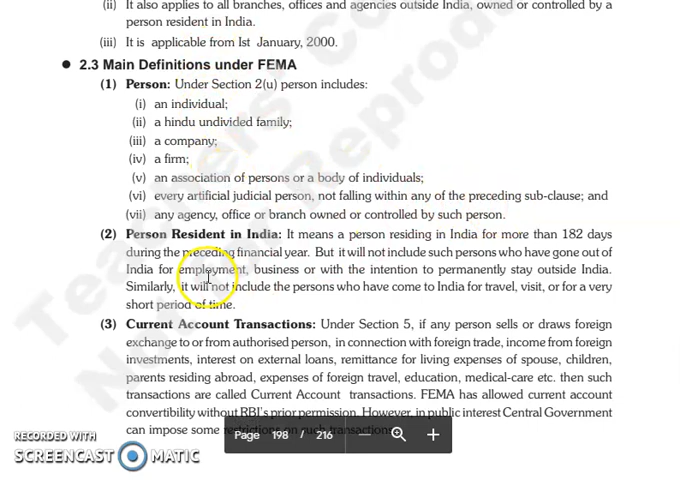 (ii) It also applies to all branches, offices and agencies outside India, owned or controlled by a
person resident in India.
(iii) It is applicable from Ist January, 2000.
• 2.3 Main Definitions under FEMA
(1) Person: Under Section 2(u) person includes:
(i) an individual;
(ii) a hindu undivided family;
(iii) a company;
(iv) a firm;
(v) an association of persons or a body of individuals;
(vi) every artificial judicial person, not falling within any of the preceding sub-clause; and
(vii) any agency, office or branch owned or controlled by such person.
(2) Person Resident in India: It means a person residing in India for more than 182 days
during the preceding financial year. But it will not include such persons who have gone out of
India for employment, business or with the intention to permanently stay outside India.
Similarly, it will not include the persons who have come to India for travel, visit, or for a very
short period of time.
(3) Current Account Transactions: Under Section 5, if any person sells or draws foreign
exchange to or from authorised person, in connection with foreign trade, income from foreign
investments, interest on external loans, remittance for living expenses of spouse, children,
parents residing abroad, expenses of foreign travel, education, medical-care etc. then such
transactions are called Current Account transactions. FEMA has allowed current account
convertibility without RBI's prior permission. However, in public interest Central Government
can impose some
Page 198 / 216
RECORDED WITH
SCREENCAST MATIC
Teachers'
Not